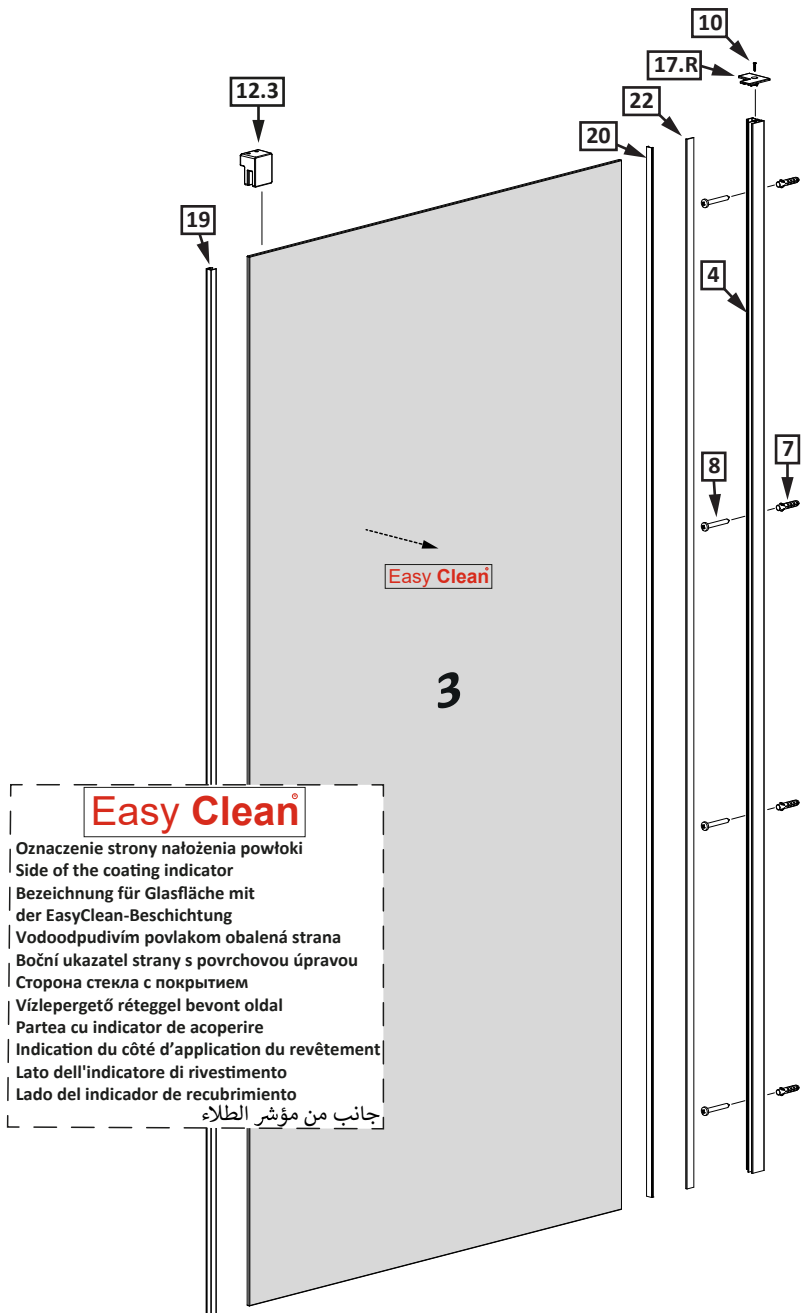 10
17.R
12.3
22
20
19
4
7
8
Easy Clean
3
Easy Clean®
Oznaczenie strony nałożenia powłoki
Side of the coating indicator
Bezeichnung für Glasfläche mit
der EasyClean-Beschichtung
Vodoodpudivím povlakom obalená strana
Boční ukazatel strany s povrchovou úpravou
Сторона стекла с покрытием
Vízlepergető réteggel bevont oldal
Partea cu indicator de acoperire
Indication du côté d’application du revêtement
Lato dell'indicatore di rivestimento
Lado del indicador de recubrimiento
جانب من مؤشر الطلاء